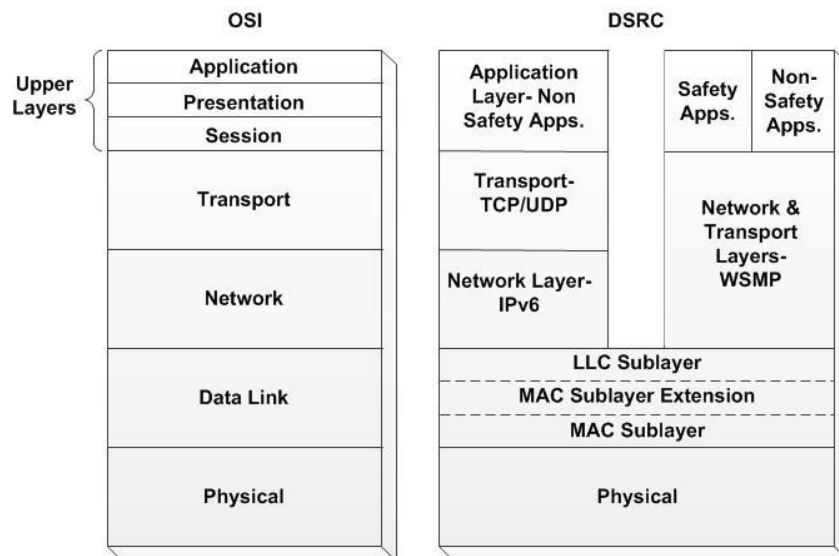 OSI
DSRC
Upper
Layers
Application
Presentation
Session
Transport
Network
Data Link
Physical
Application
Layer- Non
Safety Apps.
Transport-
TCP/UDP
Network Layer-
IPv6
Safety
Apps.
Non-
Safety
Apps.
Network &
Transport
Layers-
WSMP
LLC Sublayer
MAC Sublayer Extension
MAC Sublayer
Physical